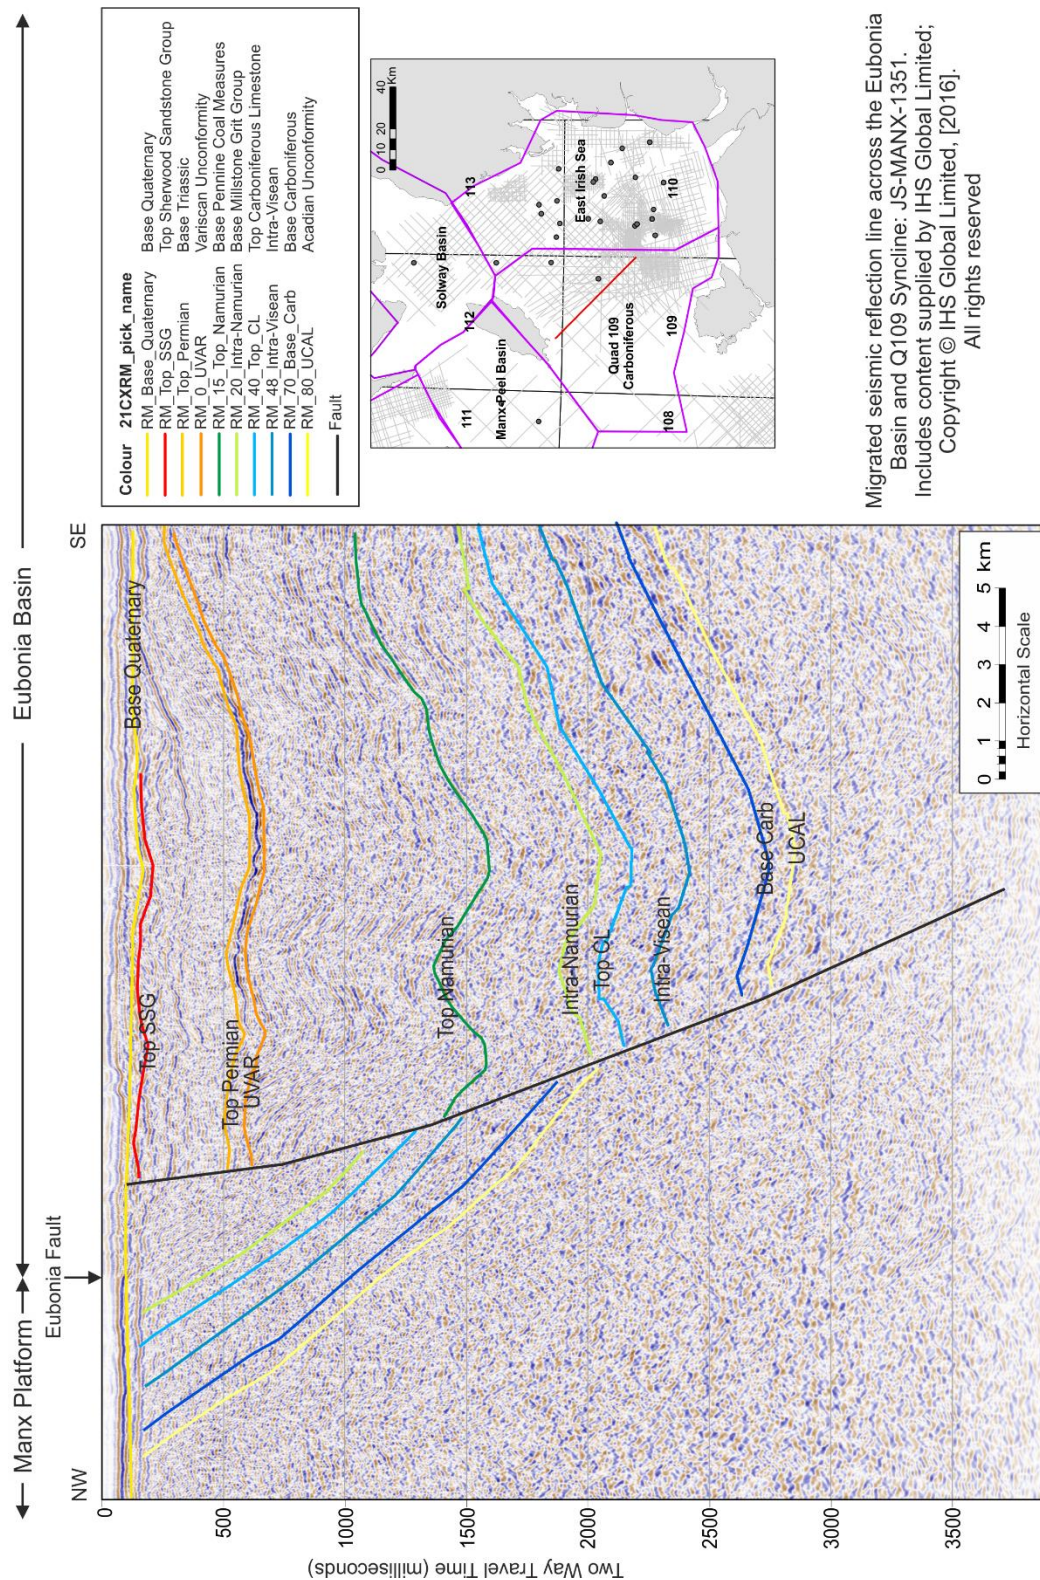 Manx Platform
Eubonia Basin
Eubonia Fault
NW
SE
Two Way Travel Time (milliseconds)
0
500
1000
1500
2000
2500
3000
3500
Base Quaternary
Top SSG
Top Permian
UVAR
Top Namurian
Intra-Namurian
Top CL
Intra-Visean
Base Carb
UCAL
0 1 2 3 4 5 km
Horizontal Scale
Colour 21CXRM_pick_name
RM_Base_Quaternary Base Quaternary
RM_Top_SSG Top Sherwood Sandstone Group
RM_Top_Permian Base Triassic
RM_0_UVAR Variscan Unconformity
RM_15_Top_Namurian Base Pennine Coal Measures
RM_20_Intra-Namurian Base Millstone Grit Group
RM_40_Top_CL Top Carboniferous Limestone
RM_48_Intra-Visean Intra-Visean
RM_70_Base_Carb Base Carboniferous
RM_80_UCAL Acadian Unconformity
Fault
0 10 20 40
Km
111
112
113
Solway Basin
Manx-Peel Basin
East Irish Sea
Quad 109
Carboniferous
108
109
110
Migrated seismic reflection line across the Eubonia
Basin and Q109 Syncline: JS-MANX-1351.
Includes content supplied by IHS Global Limited;
Copyright © IHS Global Limited, [2016].
All rights reserved